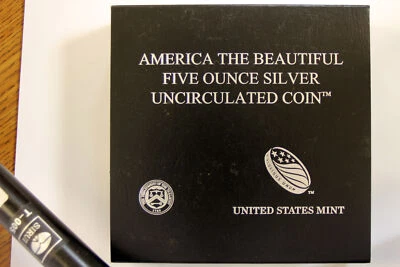 AMERICA THE BEAUTIFUL
FIVE OUNCE SILVER
UNCIRCULATED COIN™
UNITED STATES MINT